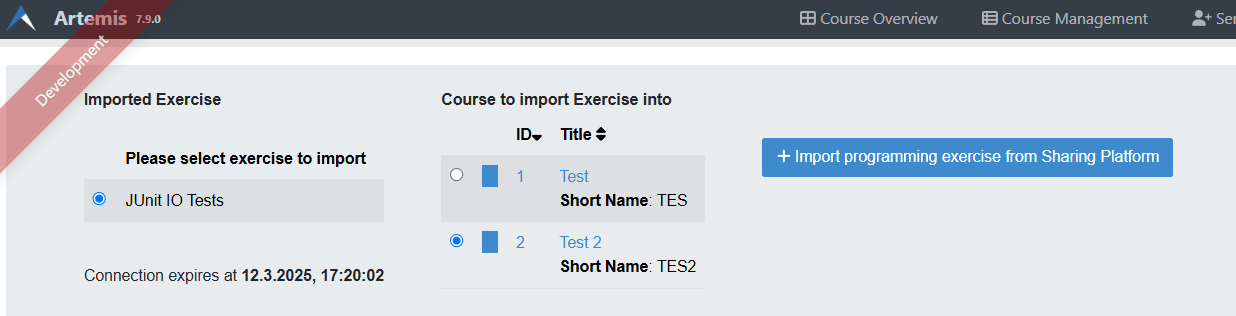 Artemis 7.9.0
Course Overview
Course Management
Ser
Development
Imported Exercise
Please select exercise to import
JUnit IO Tests
Connection expires at 12.3.2025, 17:20:02
Course to import Exercise into
ID Title
1 Test
Short Name: TES
2 Test 2
Short Name: TES2
+ Import programming exercise from Sharing Platform